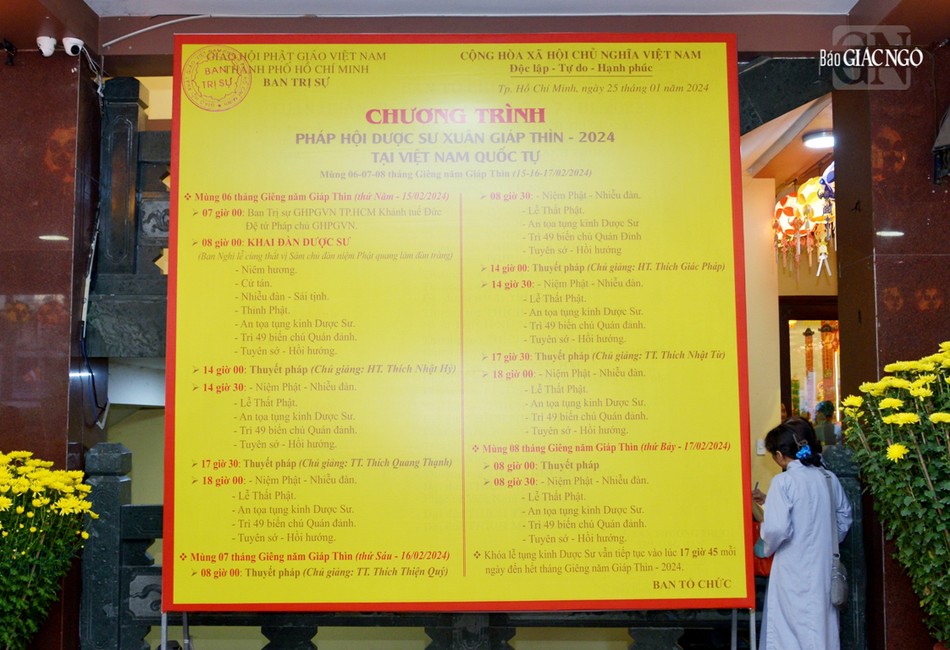 Báo GIÁC NGỘ
GN
GIÁO HỘI PHẬT GIÁO VIỆT NAM
THÀNH PHỐ HỒ CHÍ MINH
BAN TRỊ SỰ
BAN
TRỊ SỰ
CỘNG HÒA XÃ HỘI CHỦ NGHĨA VIỆT NAM
Độc lập - Tự do - Hạnh phúc
Tp. Hồ Chí Minh, ngày 25 tháng 01 năm 2024
CHƯƠNG TRÌNH
PHÁP HỘI DƯỢC SƯ XUÂN GIÁP THÌN - 2024
TẠI VIỆT NAM QUỐC TỰ
Mùng 06-07-08 tháng Giêng năm Giáp Thìn (15-16-17/02/2024)
❖ Mùng 06 tháng Giêng năm Giáp Thìn (thứ Năm - 15/02/2024)
➢ 07 giờ 00: Ban Trị sự GHPGVN TP.HCM Khánh tuế Đức
Đệ tứ Pháp chủ GHPGVN.
➢ 08 giờ 00: KHAI ĐÀN DƯỢC SƯ
(Ban Nghi lễ cùng thất vị Sám chủ đàn niệm Phật quang lâm đàn tràng)
- Niêm hương.
- Cử tán.
- Nhiễu đàn - Sái tịnh.
- Thỉnh Phật.
- An tọa tụng kinh Dược Sư.
- Trì 49 biến chú Quán đảnh.
- Tuyên sớ - Hồi hướng.
➢ 14 giờ 00: Thuyết pháp (Chủ giảng: HT. Thích Nhật Hỷ)
➢ 14 giờ 30: - Niệm Phật - Nhiễu đàn.
- Lễ Thất Phật.
- An tọa tụng kinh Dược Sư.
- Trì 49 biến chú Quán đảnh.
- Tuyên sớ - Hồi hướng.
➢ 17 giờ 30: Thuyết pháp (Chủ giảng: TT. Thích Quang Thạnh)
➢ 18 giờ 00: - Niệm Phật - Nhiễu đàn.
- Lễ Thất Phật.
- An tọa tụng kinh Dược Sư.
- Trì 49 biến chú Quán đảnh.
- Tuyên sớ - Hồi hướng.
❖ Mùng 07 tháng Giêng năm Giáp Thìn (thứ Sáu - 16/02/2024)
➢ 08 giờ 00: Thuyết pháp (Chủ giảng: TT. Thích Thiện Quý)
➢ 08 giờ 30: - Niệm Phật - Nhiễu đàn.
- Lễ Thất Phật.
- An tọa tụng kinh Dược Sư
- Trì 49 biến chú Quán Đảnh
- Tuyên sớ - Hồi hướng
➢ 14 giờ 00: Thuyết pháp (Chủ giảng: HT. Thích Giác Pháp)
➢ 14 giờ 30: - Niệm Phật - Nhiễu đàn.
- Lễ Thất Phật.
- An tọa tụng kinh Dược Sư.
- Trì 49 biến chú Quán đảnh.
- Tuyên sớ - Hồi hướng.
➢ 17 giờ 30: Thuyết pháp (Chủ giảng: TT. Thích Nhật Từ)
➢ 18 giờ 00: - Niệm Phật - Nhiễu đàn.
- Lễ Thất Phật.
- An tọa tụng kinh Dược Sư.
- Trì 49 biến chú Quán đảnh.
- Tuyên sớ - Hồi hướng.
❖ Mùng 08 tháng Giêng năm Giáp Thìn (thứ Bảy - 17/02/2024)
➢ 08 giờ 00: Thuyết pháp
➢ 08 giờ 30: - Niệm Phật - Nhiễu đàn.
- Lễ Thất Phật.
- An tọa tụng kinh Dược Sư.
- Trì 49 biến chú Quán đảnh.
- Tuyên sớ - Hồi hướng.
➢ Khóa lễ tụng kinh Dược Sư vẫn tiếp tục vào lúc 17 giờ 45 mỗi
ngày đến hết tháng Giêng năm Giáp Thìn - 2024.
BAN TỔ CHỨC